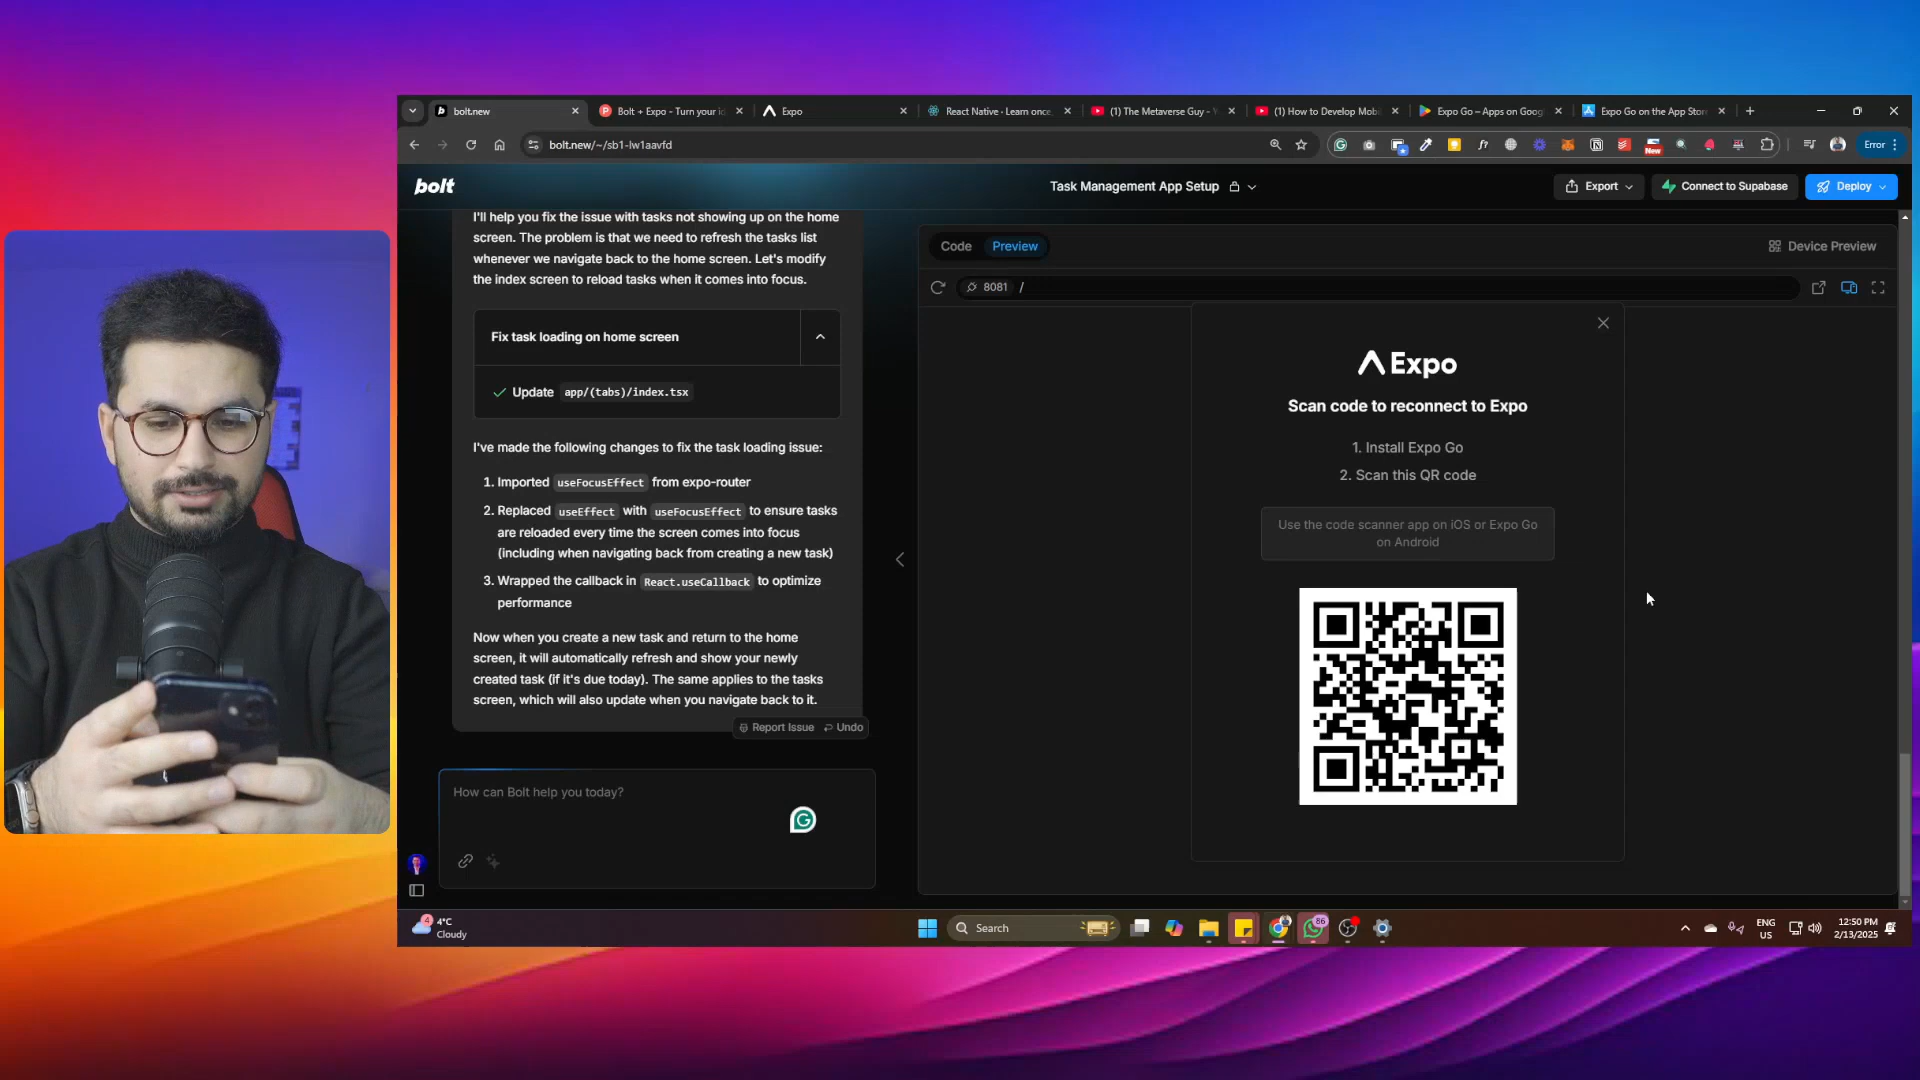 bolt.new
Bolt + Expo - Turn your i
Expo
React Native · Learn once
(1) The Metaverse Guy -
(1) How to Develop Mob
Expo Go – Apps on Goog
Expo Go on the App Stor
bolt.new/~/sb1-lw1aavfd
New
Error
bolt
Task Management App Setup
Export
Connect to Supabase
Deploy
I'll help you fix the issue with tasks not showing up on the home
screen. The problem is that we need to refresh the tasks list
whenever we navigate back to the home screen. Let's modify
the index screen to reload tasks when it comes into focus.
Fix task loading on home screen
Update app/(tabs)/index.tsx
I've made the following changes to fix the task loading issue:
1. Imported useFocusEffect from expo-router
2. Replaced useEffect with useFocusEffect to ensure tasks
are reloaded every time the screen comes into focus
(including when navigating back from creating a new task)
3. Wrapped the callback in React.useCallback to optimize
performance
Now when you create a new task and return to the home
screen, it will automatically refresh and show your newly
created task (if it's due today). The same applies to the tasks
screen, which will also update when you navigate back to it.
Report Issue
Undo
How can Bolt help you today?
Code
Preview
Device Preview
8081 /
Expo
Scan code to reconnect to Expo
1. Install Expo Go
2. Scan this QR code
Use the code scanner app on iOS or Expo Go
on Android
4
4°C
Cloudy
Search
86
ENG
US
12:50 PM
2/13/2025